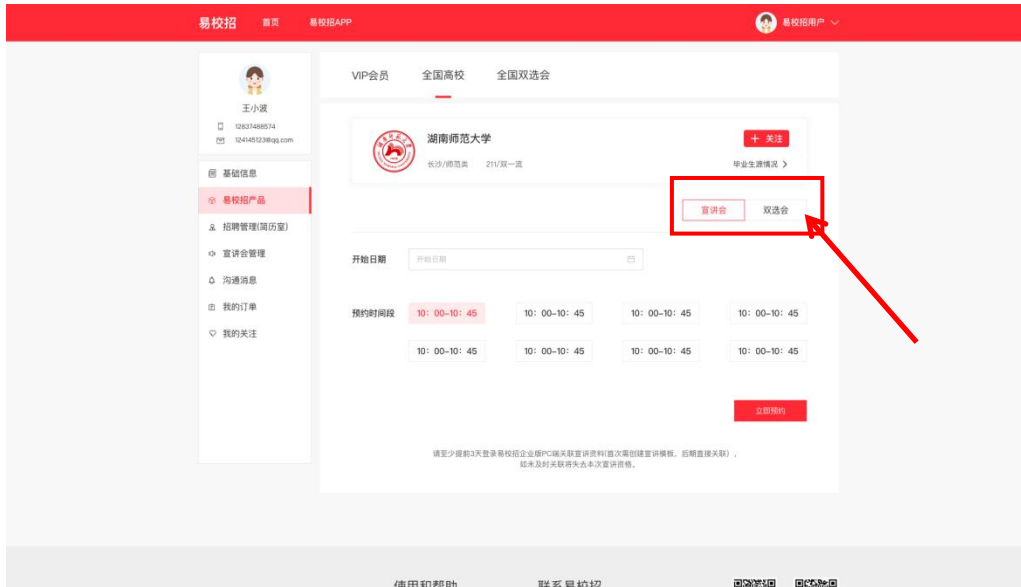 易校招 首页 易校招APP 易校招用户
VIP会员 全国高校 全国双选会
王小波
12837488574
124145123@qq.com
基础信息
易校招产品
招聘管理(简历室)
宣讲会管理
沟通消息
我的订单
我的关注
湖南师范大学
+ 关注
长沙/师范类 211/双一流
毕业生源情况
宣讲会 双选会
开始日期 开始日期
预约时间段 10：00-10：45 10：00-10：45 10：00-10：45 10：00-10：45
10：00-10：45 10：00-10：45 10：00-10：45 10：00-10：45
立即预约
请至少提前3天登录易校招企业版PC端关联宣讲资料(首次需创建宣讲模板，后期直接关联)，
如未及时关联将失去本次宣讲资格。
使用和帮助 联系易校招